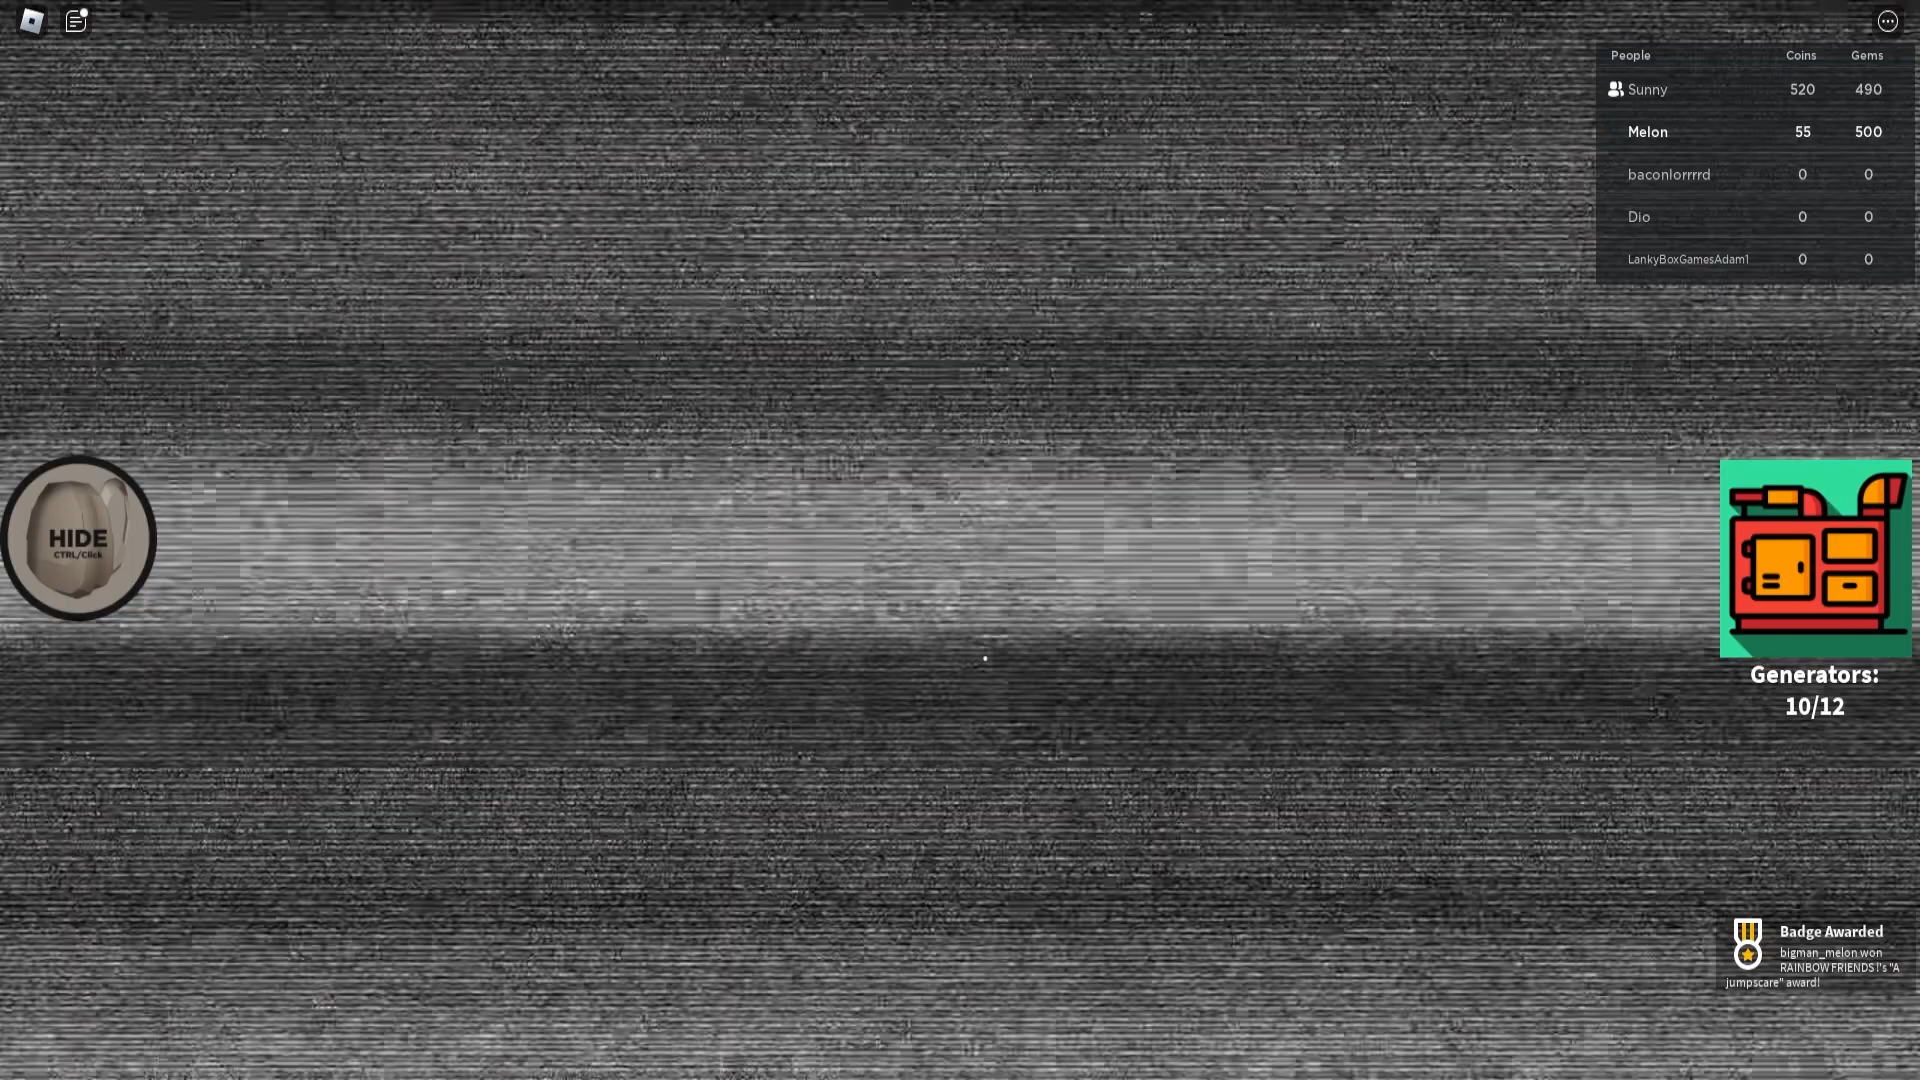 People Coins Gems
Sunny 520 490
Melon 55 500
baconlorrrrd 0 0
Dio 0 0
LankyBoxGamesAdam1 0 0
HIDE
CTRL/Click
Generators:
10/12
Badge Awarded
bigman_melon won
RAINBOW FRIENDS !'s "A
jumpscare" award!